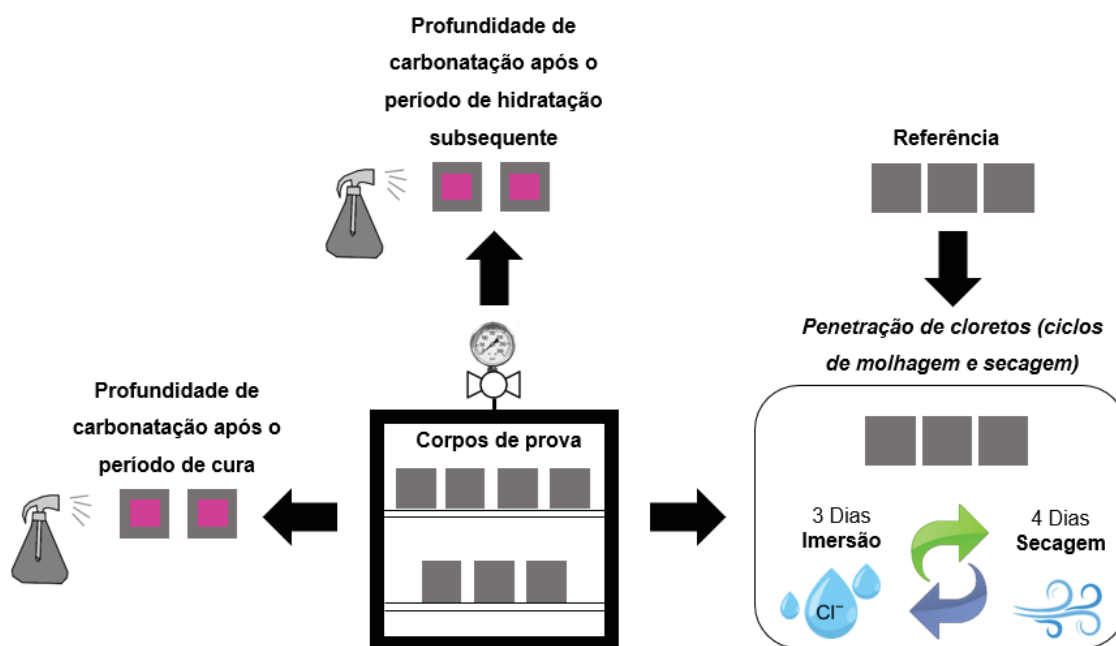 Profundidade de
carbonatação após o
período de hidratação
subsequente
Referência
Penetração de cloretos (ciclos
de molhagem e secagem)
Profundidade de
carbonatação após o
período de cura
Corpos de prova
3 Dias
Imersão
4 Dias
Secagem
Cl⁻